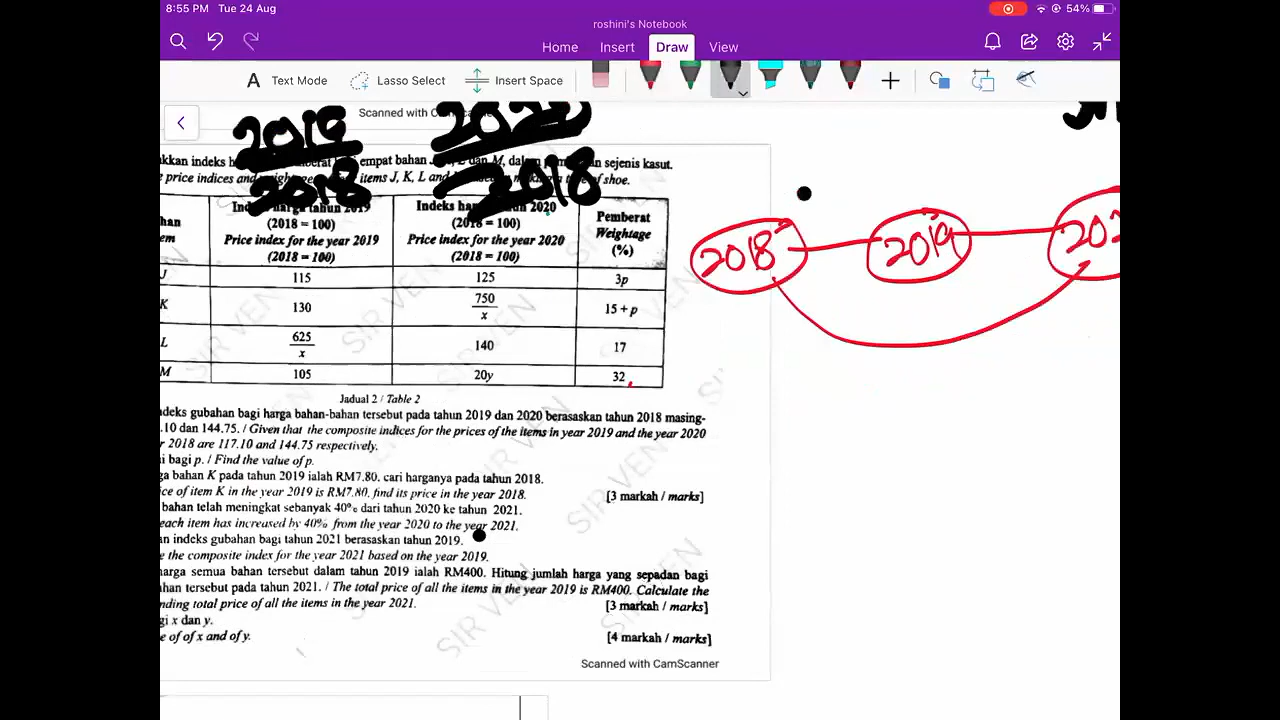 8:55 PM Tue 24 Aug
54%
roshini's Notebook
Home Insert Draw View
Text Mode Lasso Select Insert Space
Scanned with
2019 2020
2018 2018
empat bahan dan M, dalam sejenis kasut.
price indices and items J, K, L and of shoe.
Indeks tahun 2019 Indeks 2020 Pemberat
(2018 = 100) (2018 = 100) Weightage
Price index for the year 2019 Price index for the year 2020 (%)
(2018 = 100) (2018 = 100)
J 115 125 3p
K 130 750/x 15 + p
L 625/x 140 17
M 105 20y 32
2018 2019 202
Jadual 2 / Table 2
indeks gubahan bagi harga bahan-bahan tersebut pada tahun 2019 dan 2020 berasaskan tahun 2018 masing-
.10 dan 144.75. / Given that the composite indices for the prices of the items in year 2019 and the year 2020
r 2018 are 117.10 and 144.75 respectively.
i bagi p. / Find the value of p.
ga bahan K pada tahun 2019 ialah RM7.80, cari harganya pada tahun 2018.
ice of item K in the year 2019 is RM7.80, find its price in the year 2018. [3 markah / marks]
bahan telah meningkat sebanyak 40% dari tahun 2020 ke tahun 2021.
each item has increased by 40% from the year 2020 to the year 2021.
an indeks gubahan bagi tahun 2021 berasaskan tahun 2019.
e the composite index for the year 2021 based on the year 2019.
harga semua bahan tersebut dalam tahun 2019 ialah RM400. Hitung jumlah harga yang sepadan bagi
ahan tersebut pada tahun 2021. / The total price of all the items in the year 2019 is RM400. Calculate the
nding total price of all the items in the year 2021. [3 markah / marks]
gi x dan y.
e of of x and of y. [4 markah / marks]
SIR VEN
Scanned with CamScanner